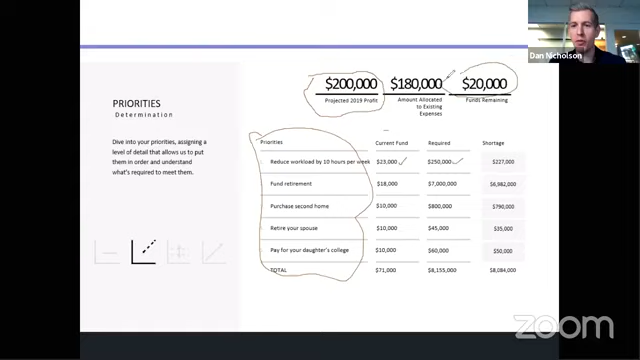 Dan Nicholson
$200,000 $180,000 $20,000
Projected 2019 Profit Amount Allocated to Existing Expenses Funds Remaining
PRIORITIES
Determination
Dive into your priorities, assigning a
level of detail that allows us to put
them in order and understand
what's required to meet them.
Priorities Current Fund Required Shortage
Reduce workload by 10 hours per week $23,000 $250,000 $227,000
Fund retirement $18,000 $7,000,000 $6,982,000
Purchase second home $10,000 $800,000 $790,000
Retire your spouse $10,000 $45,000 $35,000
Pay for your daughter's college $10,000 $60,000 $50,000
TOTAL $71,000 $8,155,000 $8,084,000
zoom